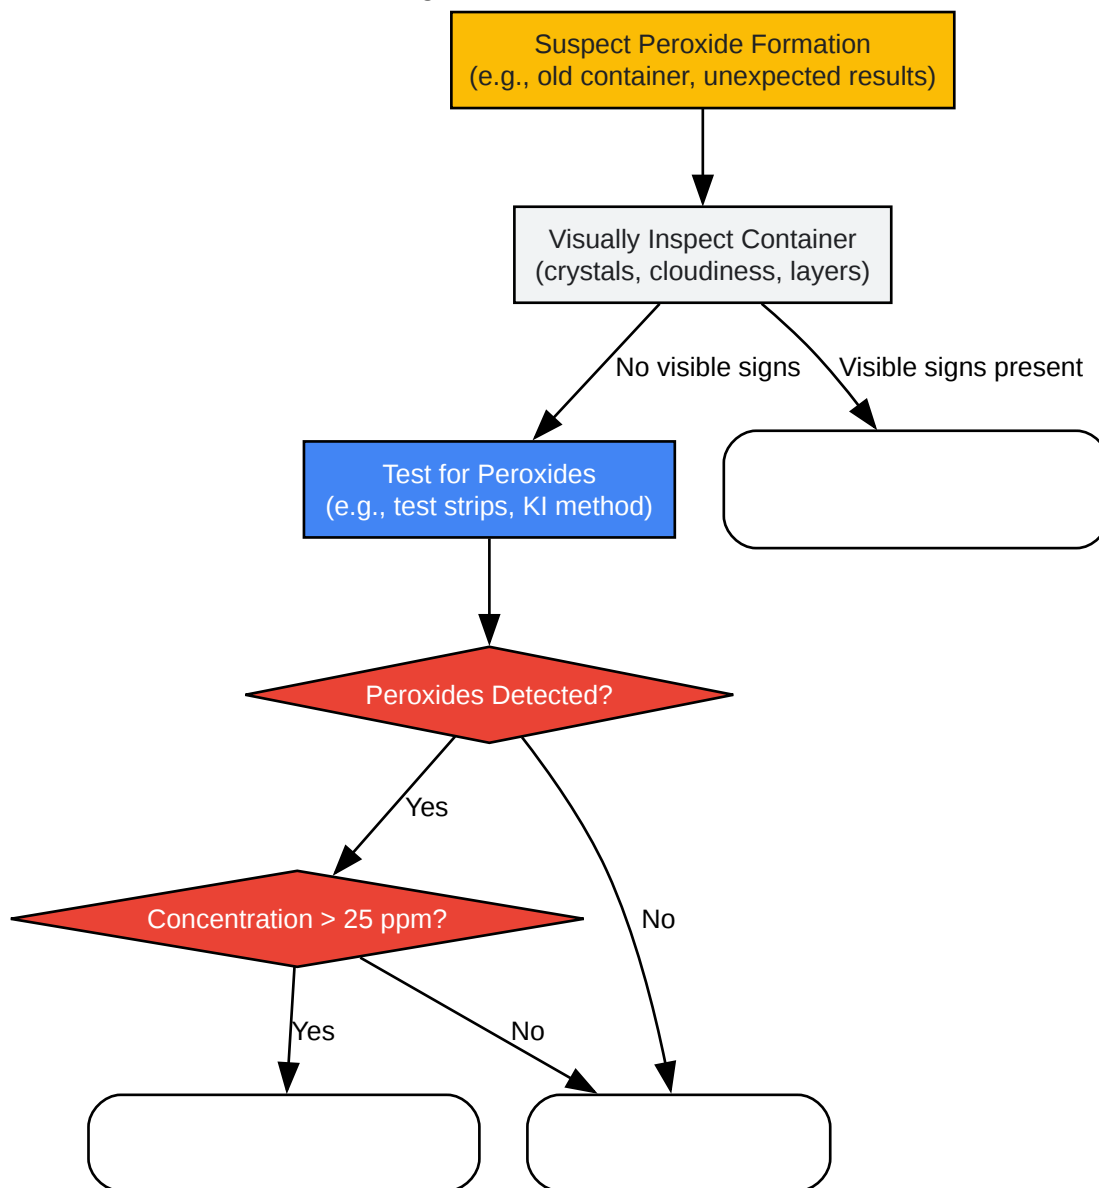 Suspect Peroxide Formation
(e.g., old container, unexpected results)
Visually Inspect Container
(crystals, cloudiness, layers)
No visible signs
Visible signs present
Test for Peroxides
(e.g., test strips, KI method)
Peroxides Detected?
Yes
Concentration > 25 ppm?
No
Yes
No